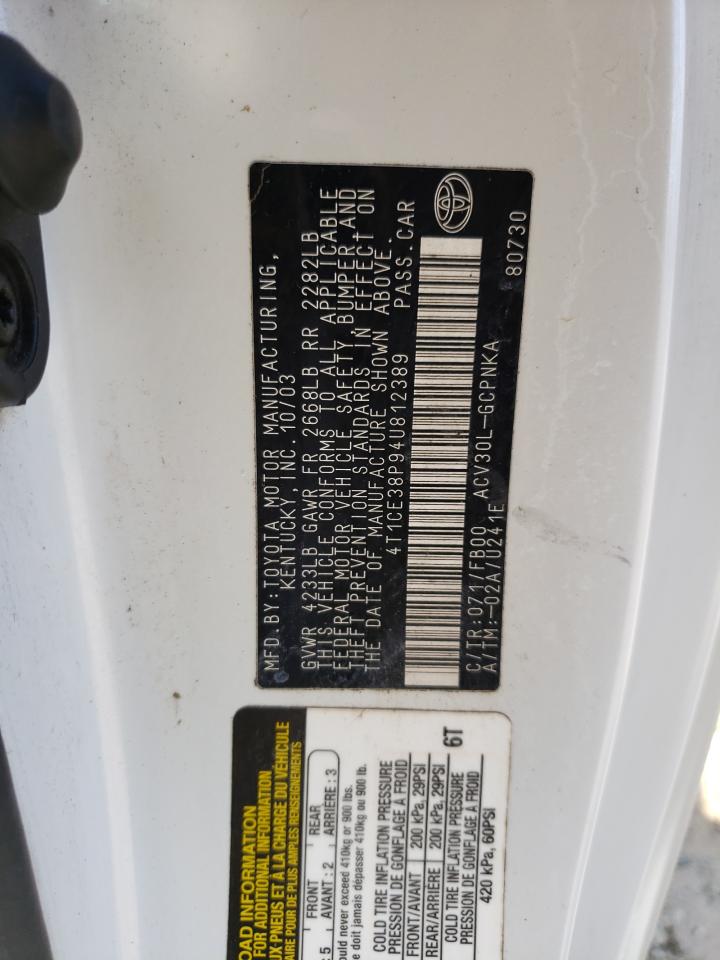 MFD.BY:TOYOTA MOTOR MANUFACTURING,
KENTUCKY, INC. 10/03
GVWR 4233LB GAWR FR 2668LB RR 2282LB
THIS VEHICLE CONFORMS TO ALL APPLICABLE
FEDERAL MOTOR VEHICLE SAFETY,BUMPER,AND
THEFT PREVENTION STANDARDS IN EFFECT ON
THE DATE OF MANUFACTURE SHOWN ABOVE.
4T1CE38P94U812389 PASS.CAR
C/TR:071/FB00 ACV30L-GCPNKA
A/TM:-02A/U241E 80730
OAD INFORMATION
FOR ADDITIONAL INFORMATION
UX-PNEUS ET À LA CHARGE DU VÉHICULE
AIRE POUR DE PLUS AMPLES RENSEIGNEMENTS
5 FRONT AVANT : 2 REAR ARRIÈRE : 3
ould never exceed 410kg or 900 lbs.
e doit jamais dépasser 410kg ou 900 lb.
COLD TIRE INFLATION PRESSURE
PRESSION DE GONFLAGE À FROID
FRONT/AVANT 200 kPa, 29PSI
REAR/ARRIÈRE 200 kPa, 29PSI
6T
COLD TIRE INFLATION PRESSURE
PRESSION DE GONFLAGE À FROID
420 kPa, 60PSI